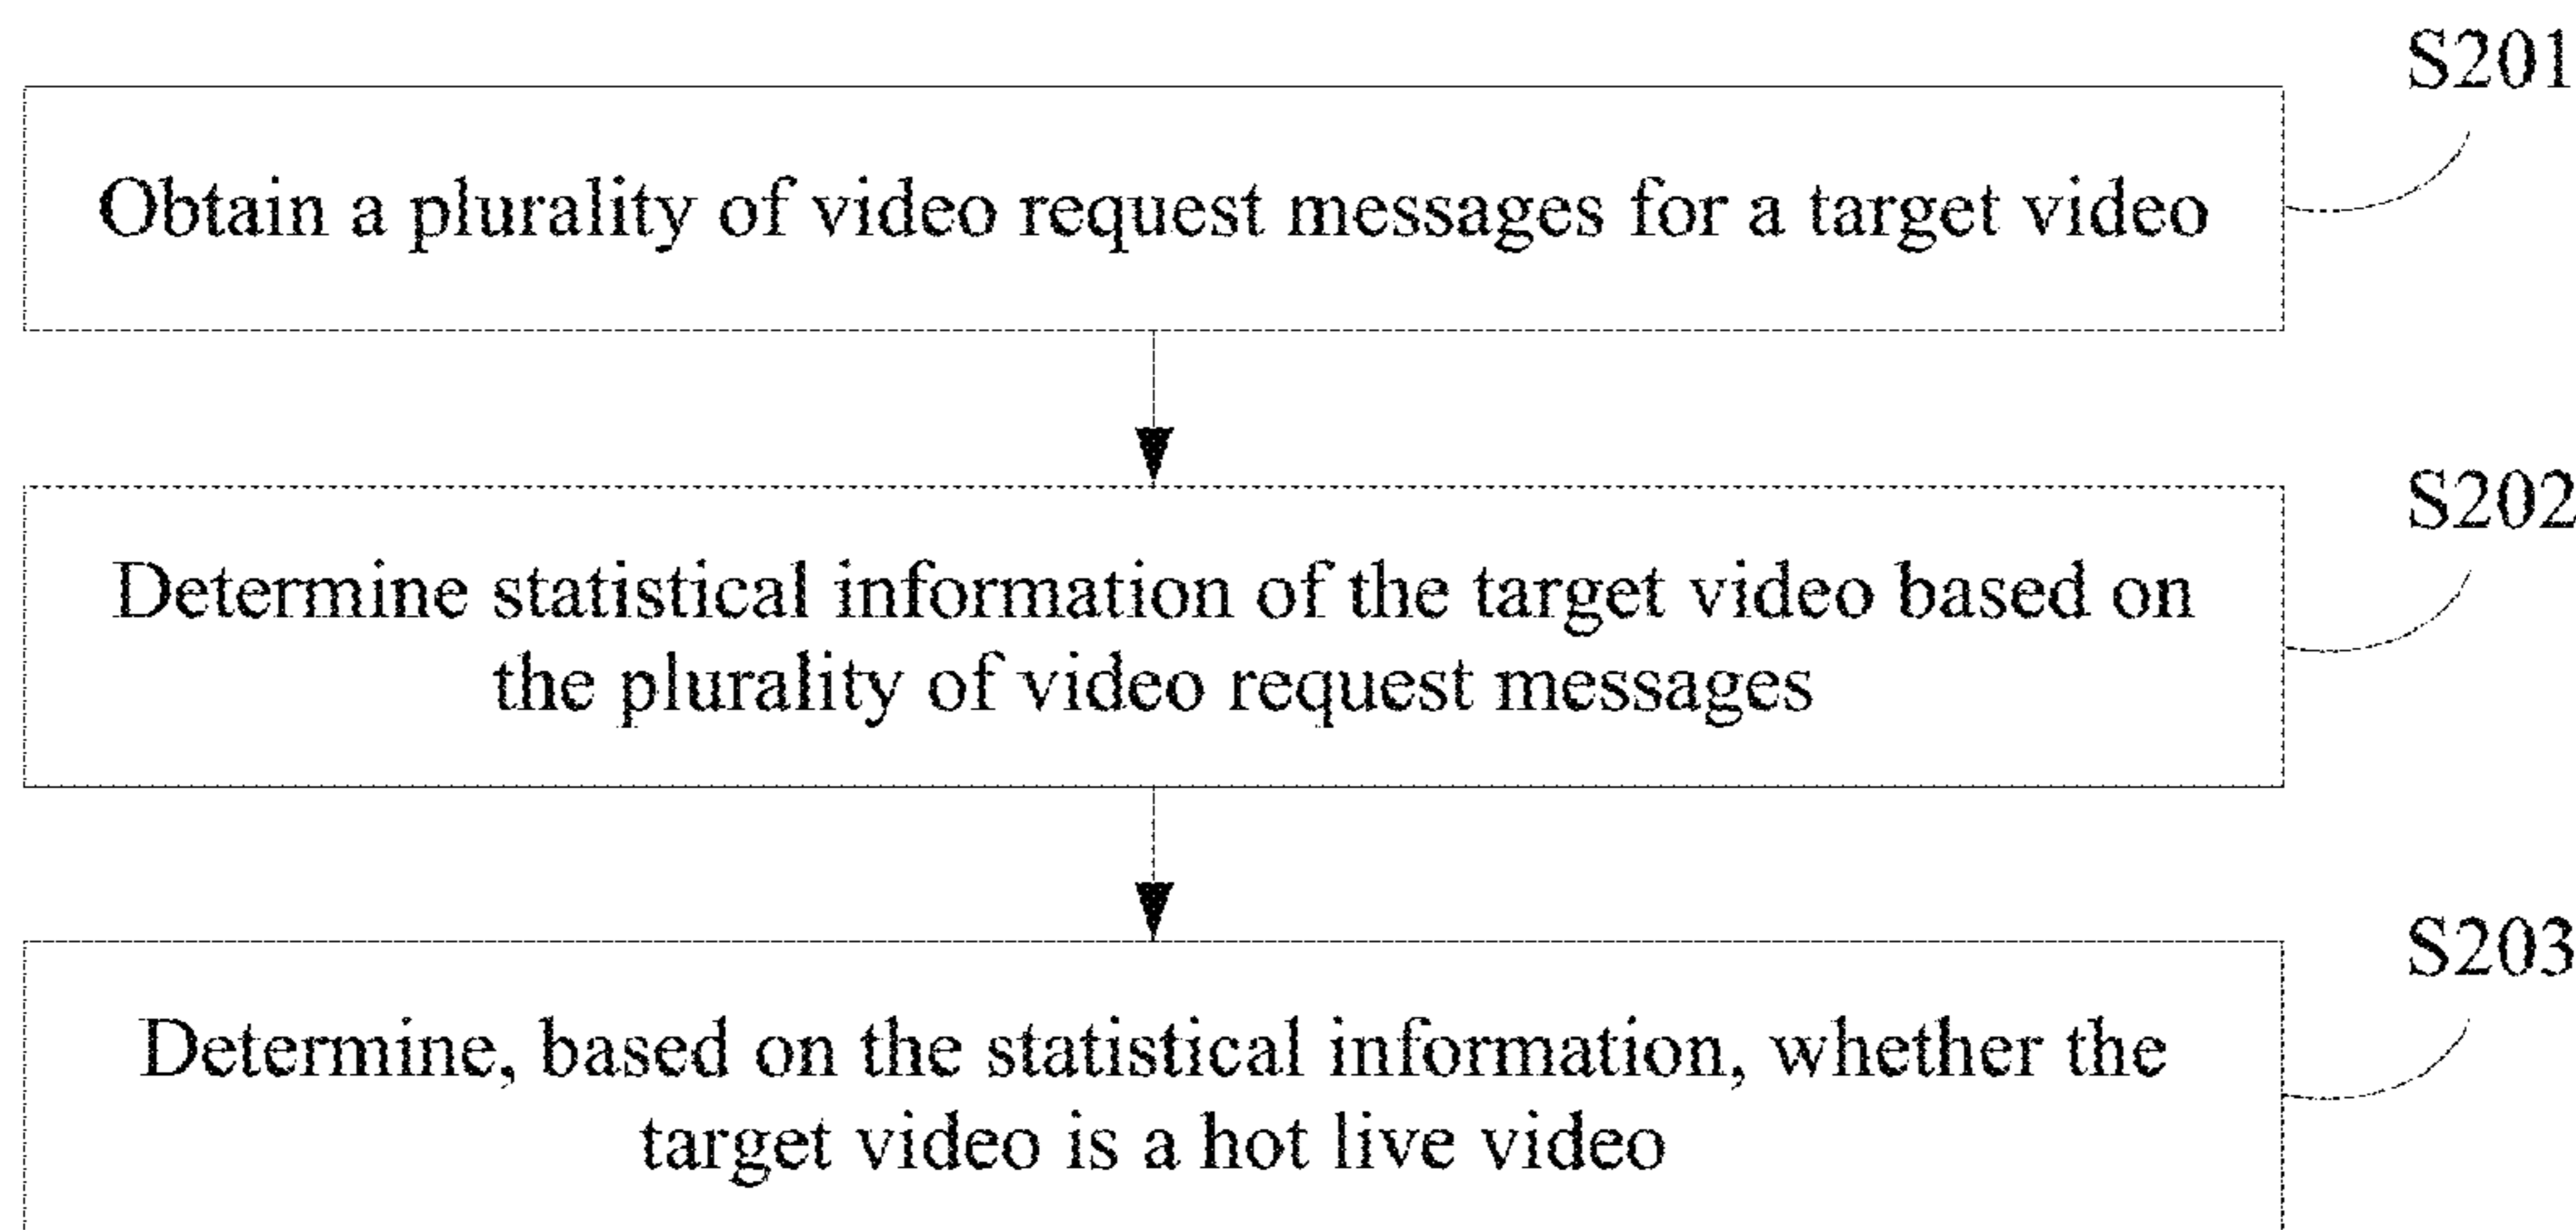 S201
Obtain a plurality of video request messages for a target video
S202
Determine statistical information of the target video based on
the plurality of video request messages
S203
Determine, based on the statistical information, whether the
target video is a hot live video